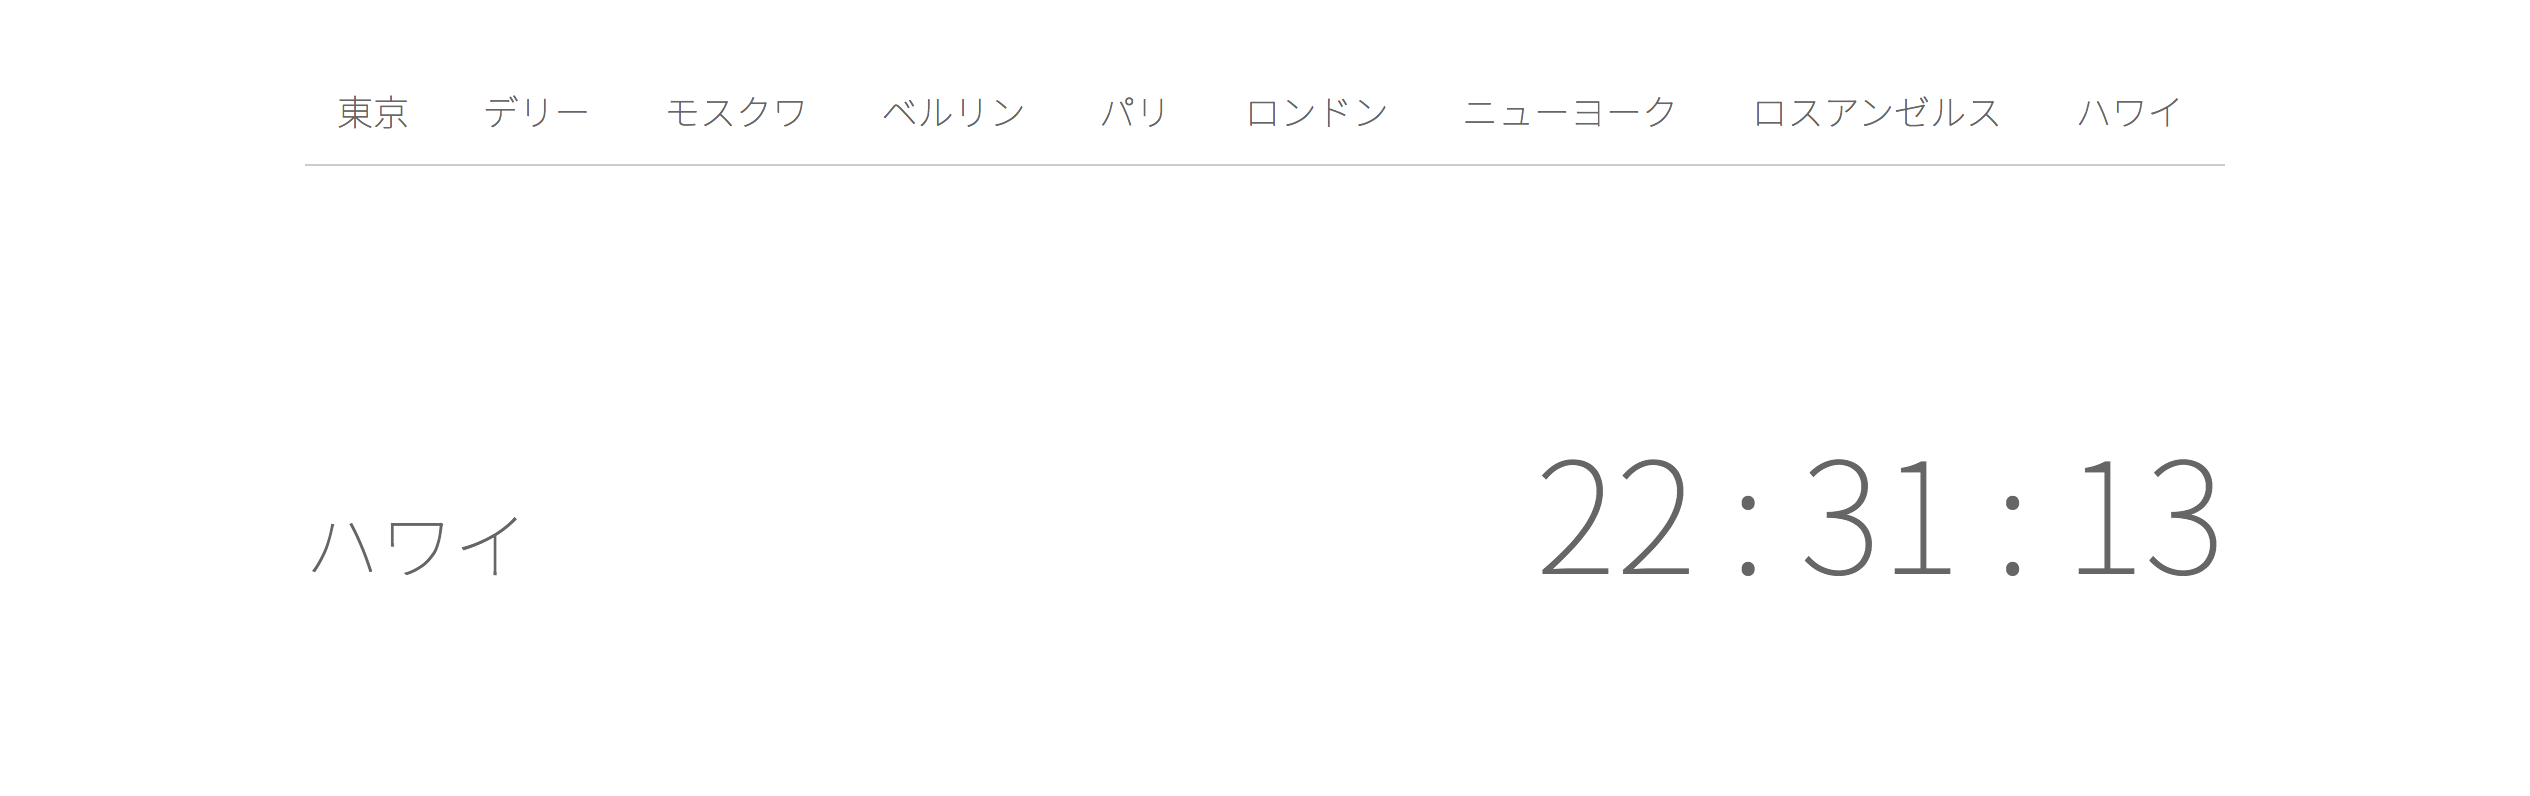 東京 デリー モスクワ ベルリン パリ ロンドン ニューヨーク ロスアンゼルス ハワイ
ハワイ 22 : 31 : 13